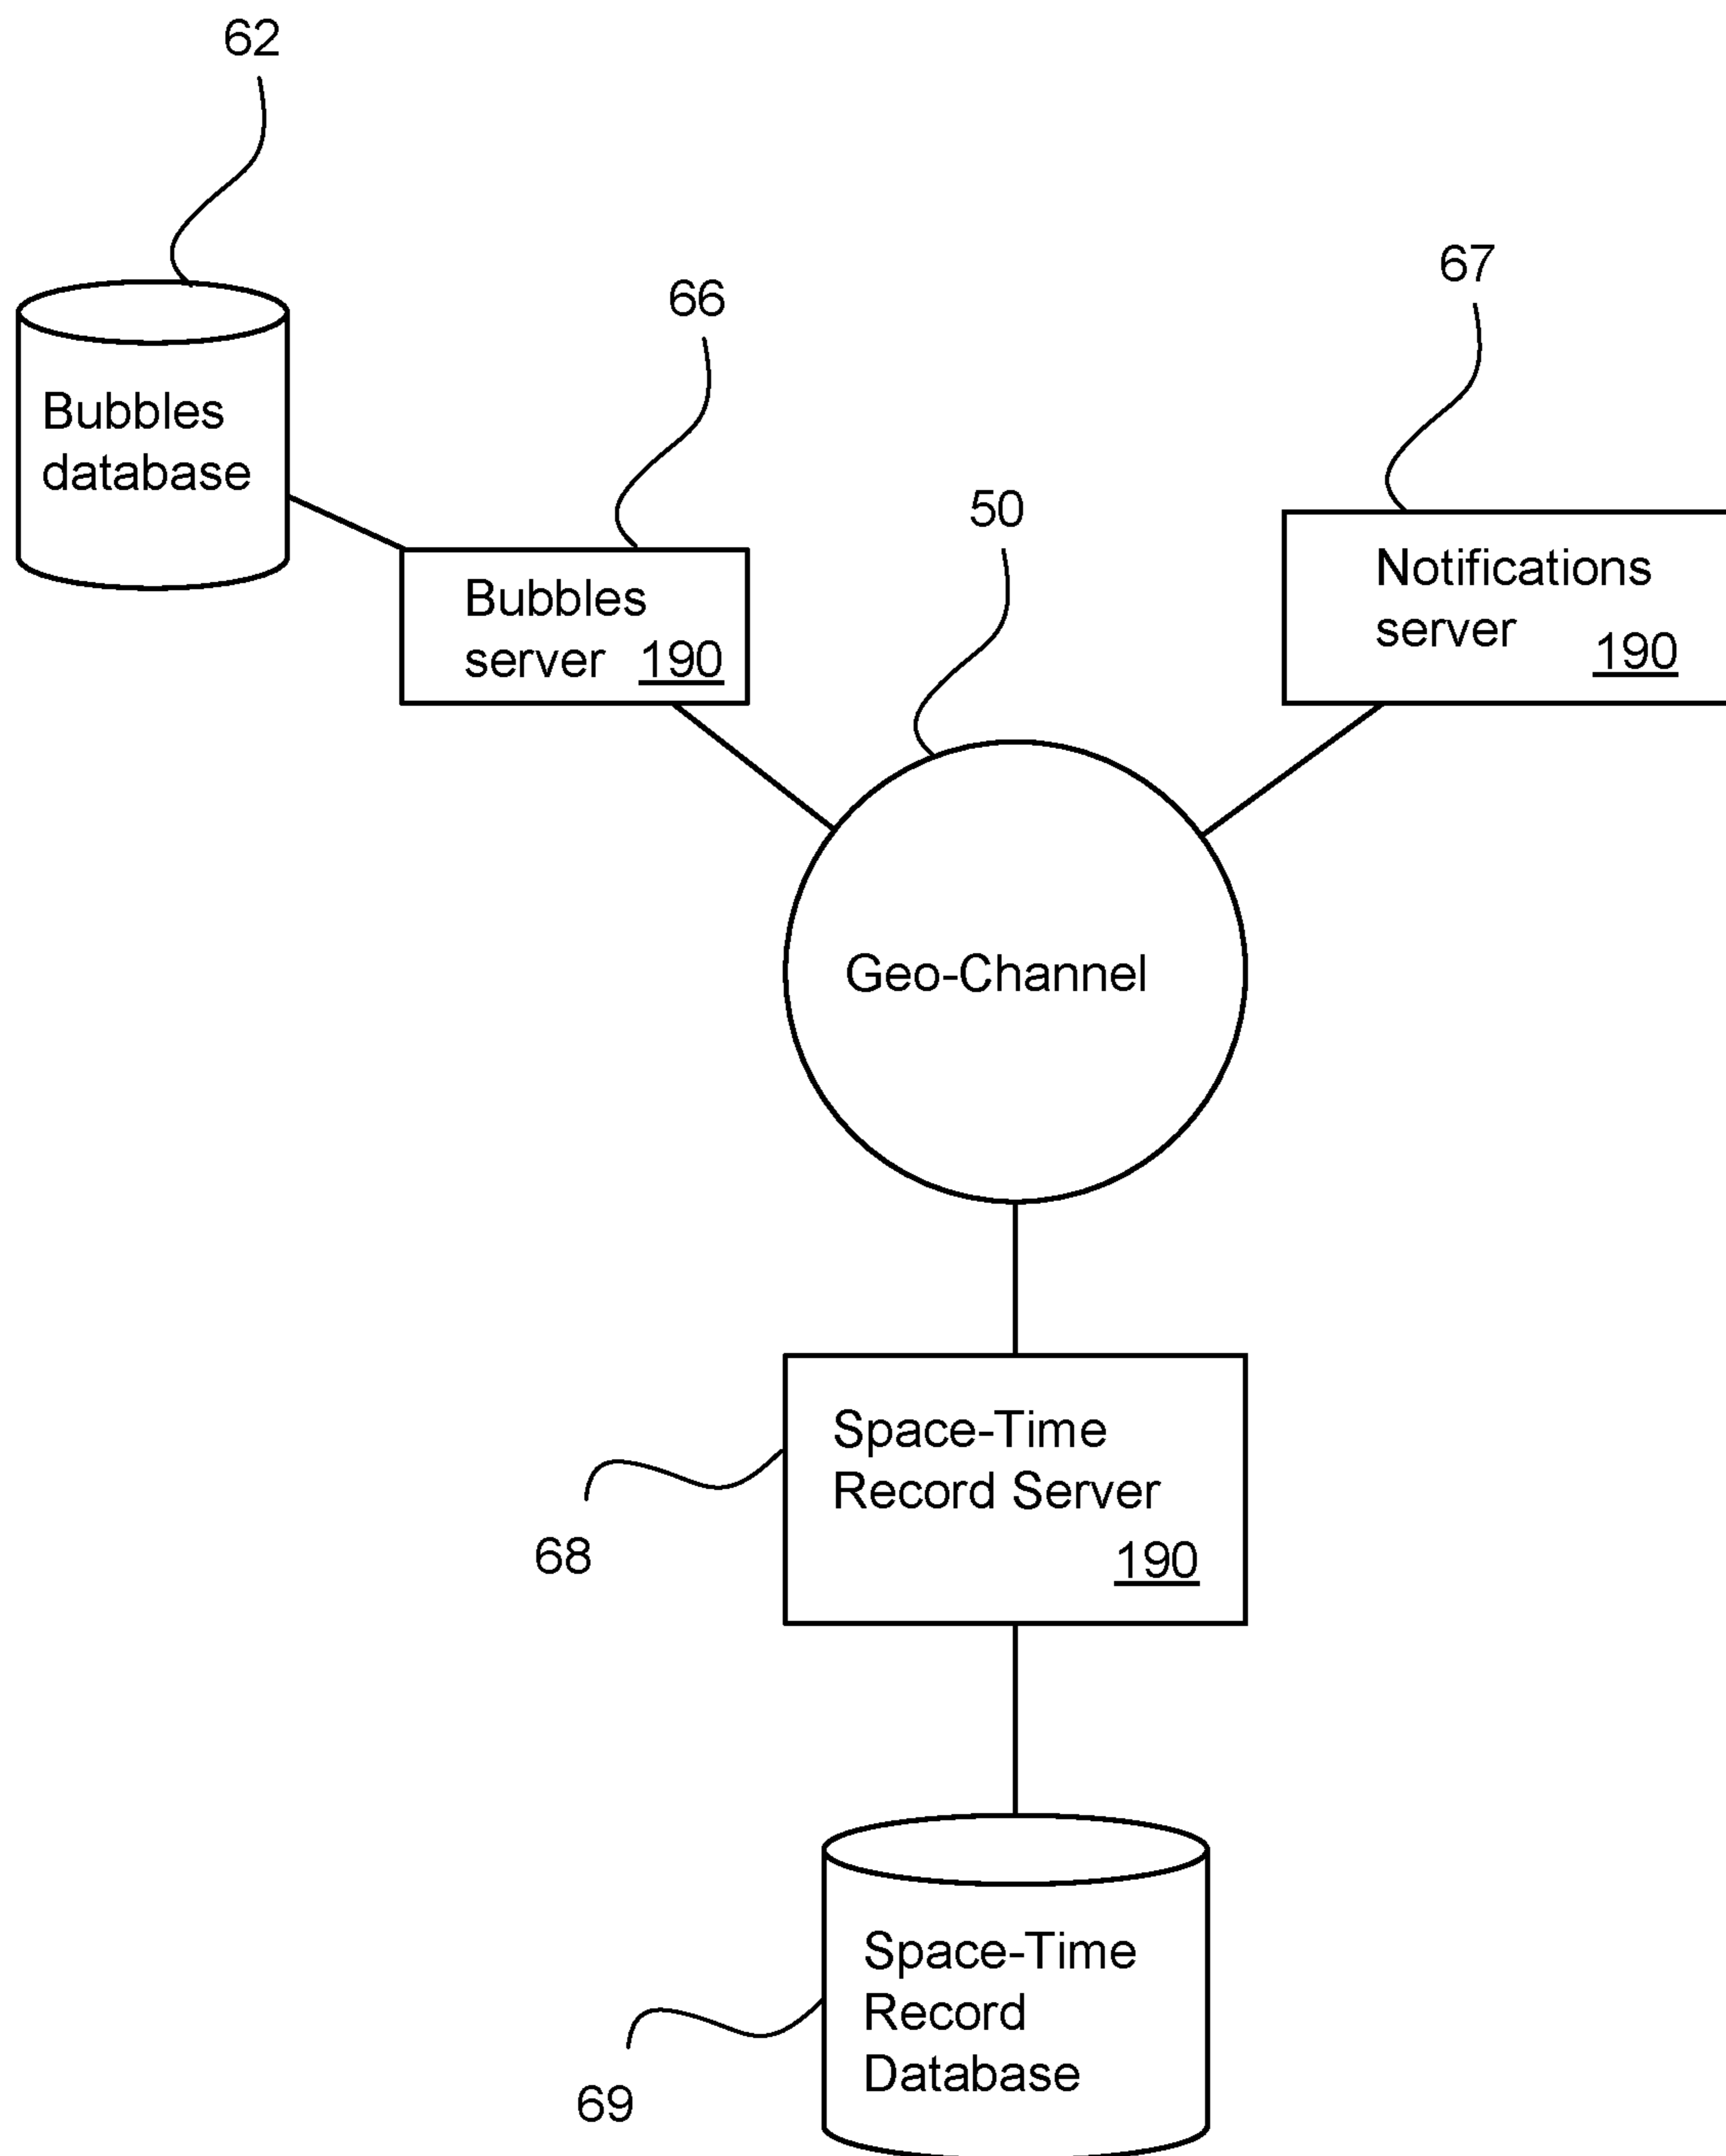 62
67
66
Bubbles
database
50
Notifications
server 190
Bubbles
server 190
Geo-Channel
Space-Time
Record Server
190
68
Space-Time
Record
Database
69